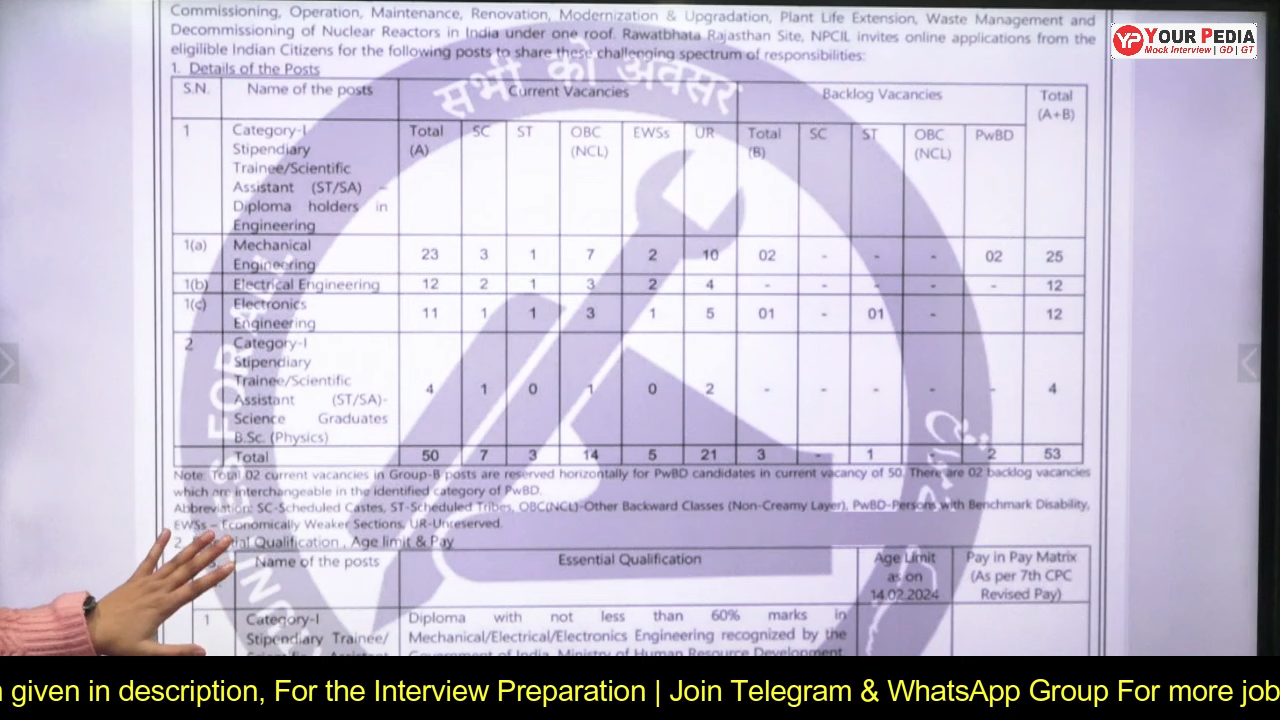 Commissioning, Operation, Maintenance, Renovation, Modernization & Upgradation, Plant Life Extension, Waste Management and
Decommissioning of Nuclear Reactors in India under one roof. Rawatbhata Rajasthan Site, NPCIL invites online applications from the
eligilible Indian Citizens for the following posts to share these challenging spectrum of responsibilities:
YOUR PEDIA
Mock Interview | GD | GT
YP
1. Details of the Posts
सभी को अवसर
S.N. Name of the posts Current Vacancies Backlog Vacancies Total (A+B)
1 Category-I Total (A) SC ST OBC (NCL) EWSs UR Total (B) SC ST OBC (NCL) PwBD
Stipendiary
Trainee/Scientific
Assistant (ST/SA) –
Diploma holders in
Engineering
1(a) Mechanical Engineering 23 3 1 7 2 10 02 - - - 02 25
1(b) Electrical Engineering 12 2 1 3 2 4 - - - - - 12
1(c) Electronics Engineering 11 1 1 3 1 5 01 - 01 - 12
2 Category-I
Stipendiary
Trainee/Scientific
Assistant (ST/SA)-
Science Graduates
B.Sc. (Physics) 4 1 0 1 0 2 - - - - - 4
Total 50 7 3 14 5 21 3 - 1 2 53
Note: Total 02 current vacancies in Group-B posts are reserved horizontally for PwBD candidates in current vacancy of 50. There are 02 backlog vacancies
which are interchangeable in the identified category of PwBD.
Abbreviation: SC-Scheduled Castes, ST-Scheduled Tribes, OBC(NCL)-Other Backward Classes (Non-Creamy Layer), PwBD-Persons with Benchmark Disability,
EWSs – Economically Weaker Sections, UR-Unreserved.
2. Qualification , Age limit & Pay
Name of the posts Essential Qualification Age Limit as on 14.02.2024 Pay in Pay Matrix (As per 7th CPC Revised Pay)
1 Category-I Diploma with not less than 60% marks in
Stipendiary Trainee/ Mechanical/Electrical/Electronics Engineering recognized by the
Government of India, Ministry of Human Resource Development,
given in description, For the Interview Preparation | Join Telegram & WhatsApp Group For more job